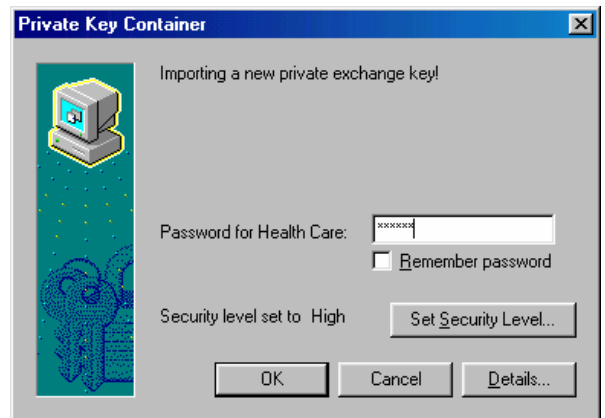 Private Key Container
Importing a new private exchange key!
Password for Health Care: ******
Remember password
Security level set to High Set Security Level...
OK Cancel Details...